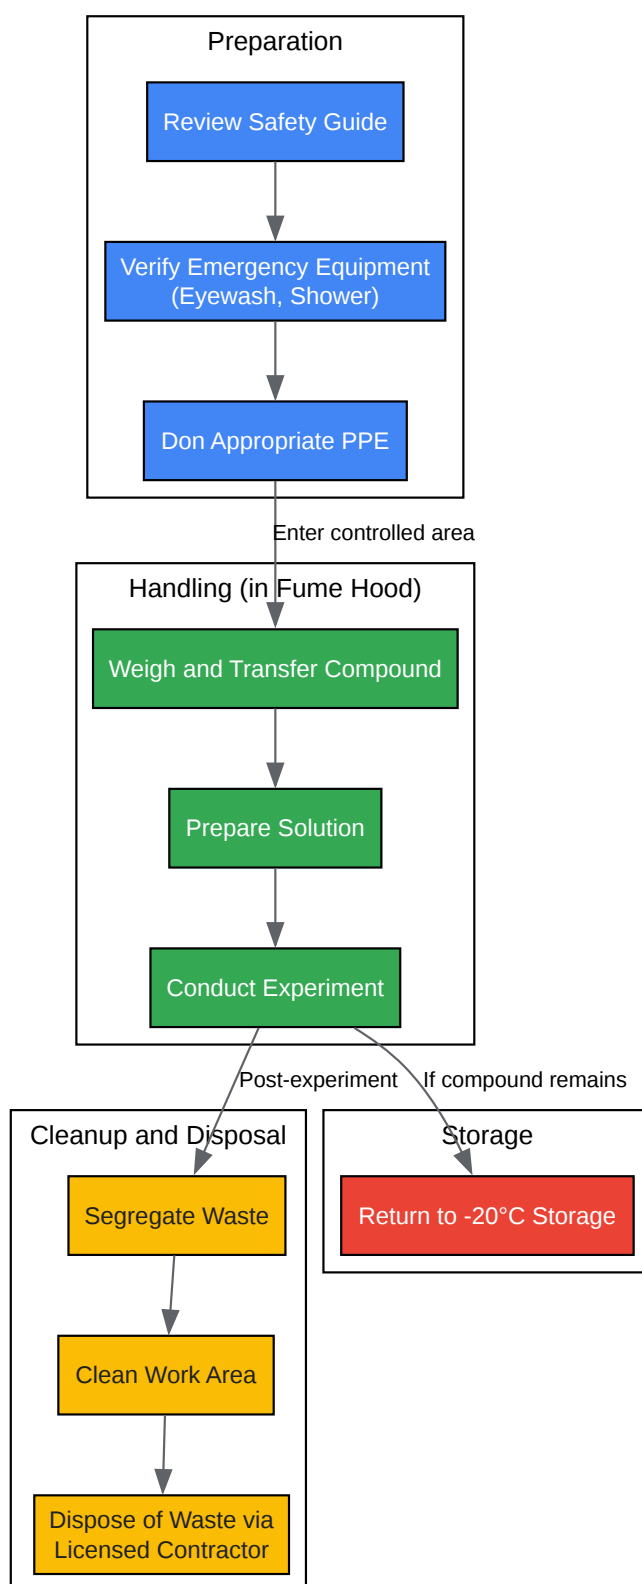 Preparation
Review Safety Guide
Verify Emergency Equipment
(Eyewash, Shower)
Don Appropriate PPE
Enter controlled area
Handling (in Fume Hood)
Weigh and Transfer Compound
Prepare Solution
Conduct Experiment
Post-experiment
If compound remains
Cleanup and Disposal
Storage
Segregate Waste
Return to -20°C Storage
Clean Work Area
Dispose of Waste via
Licensed Contractor